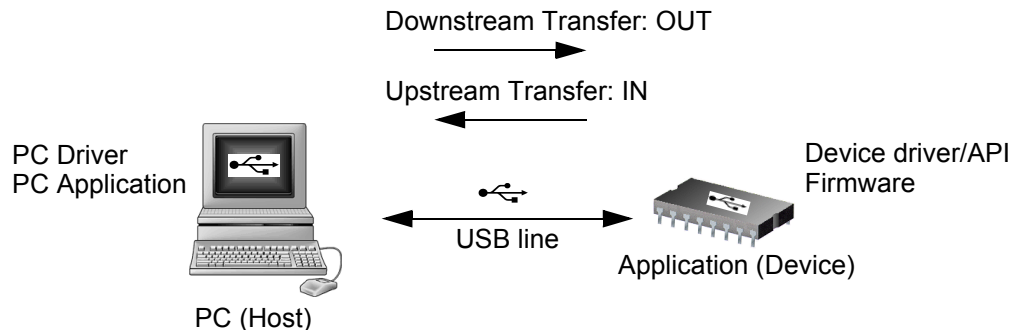 Downstream Transfer: OUT
Upstream Transfer: IN
PC Driver
PC Application
Device driver/API
Firmware
USB line
Application (Device)
PC (Host)